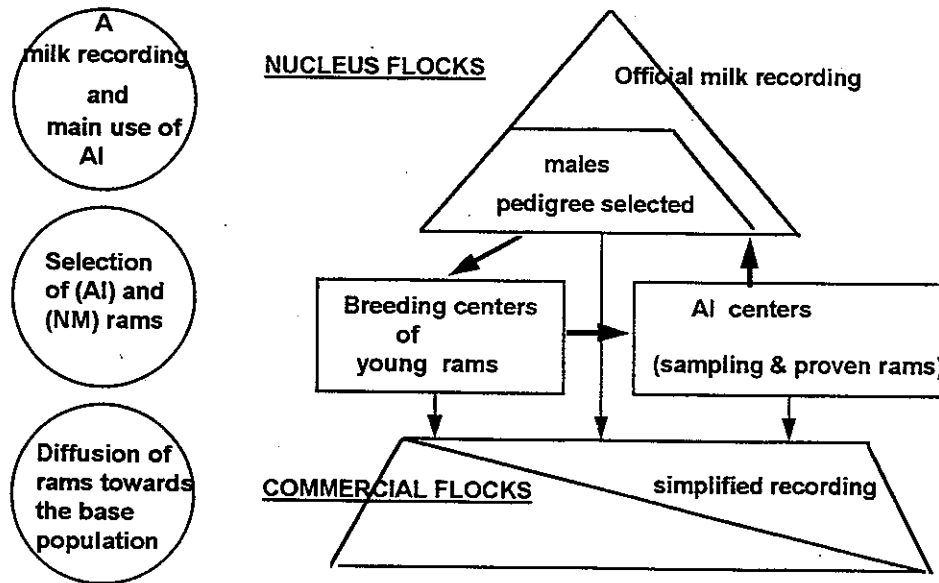 A
milk recording
and
main use of
AI
NUCLEUS FLOCKS
Official milk recording
males
pedigree selected
Selection
of (AI) and
(NM) rams
Breeding centers
of
young rams
AI centers
(sampling & proven rams)
Diffusion of
rams towards
the base
population
COMMERCIAL FLOCKS
simplified recording